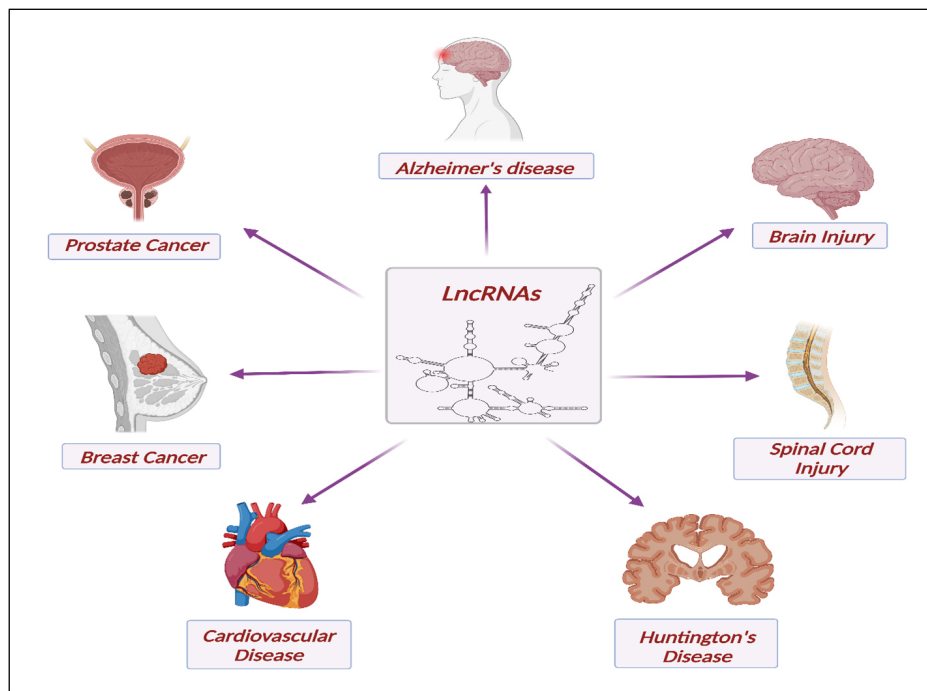 Alzheimer's disease
Prostate Cancer
Brain Injury
LncRNAs
Breast Cancer
Spinal Cord
Injury
Cardiovascular
Disease
Huntington's
Disease